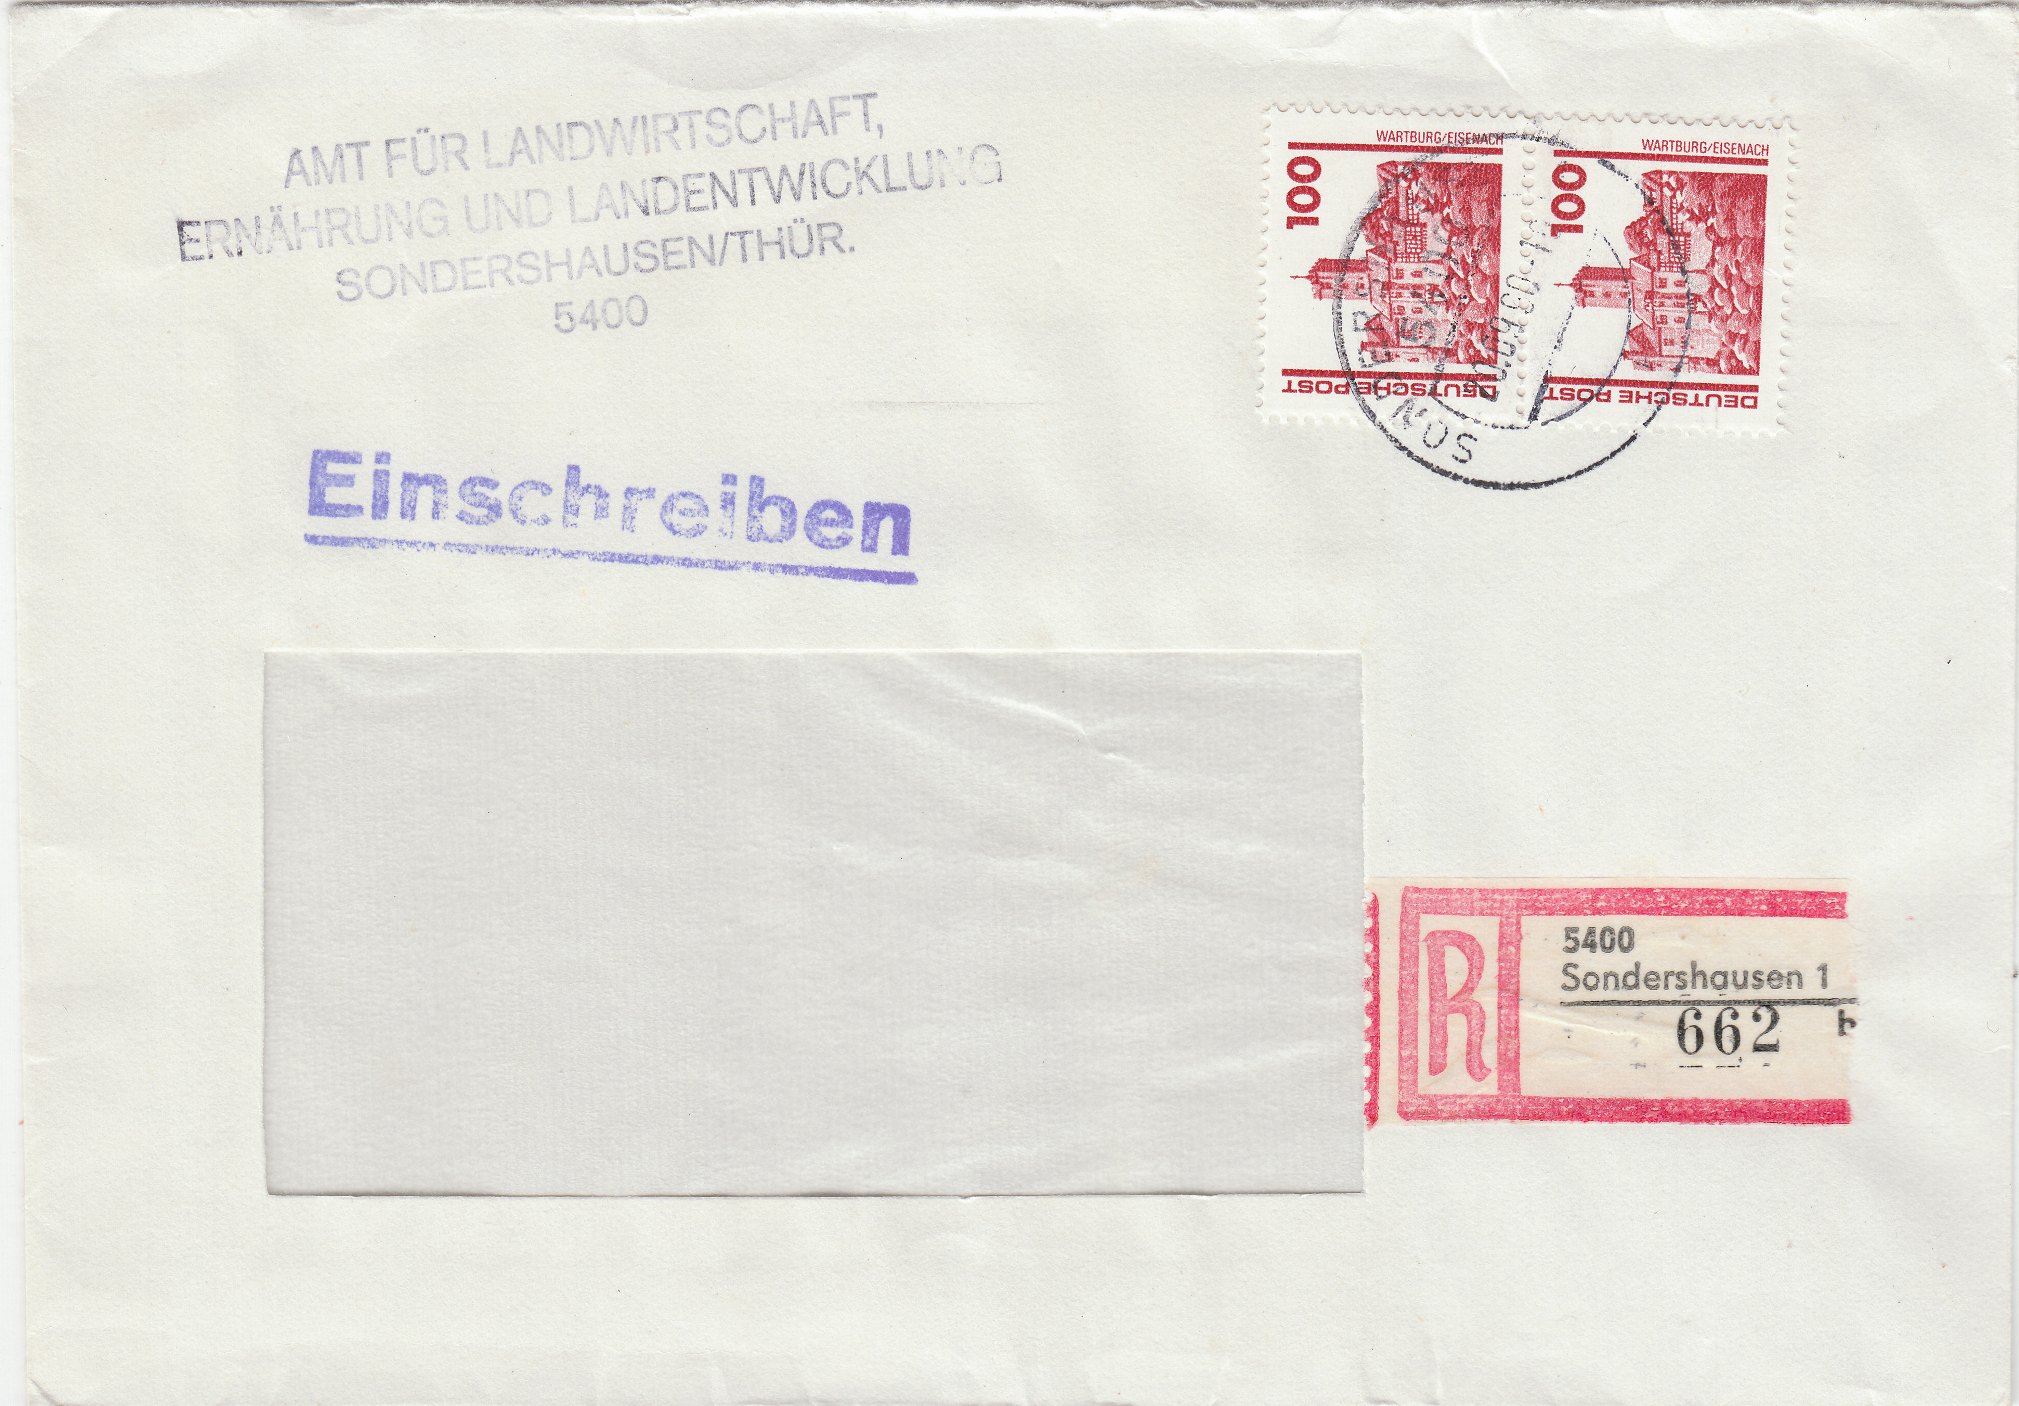 AMT FÜR LANDWIRTSCHAFT,
ERNÄHRUNG UND LANDENTWICKLUNG
SONDERSHAUSEN/THÜR.
5400
WARTBURG/EISENACH
100
DEUTSCHE POST
WARTBURG/EISENACH
100
DEUTSCHE POST
Einschreiben
R
5400
Sondershausen 1
662